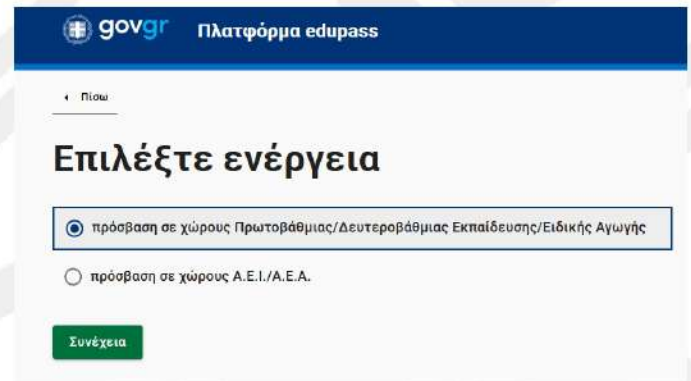 govgr Πλατφόρμα edupass
Πίσω
Επιλέξτε ενέργεια
πρόσβαση σε χώρους Πρωτοβάθμιας/Δευτεροβάθμιας Εκπαίδευσης/Ειδικής Αγωγής
πρόσβαση σε χώρους Α.Ε.Ι./Α.Ε.Α.
Συνέχεια